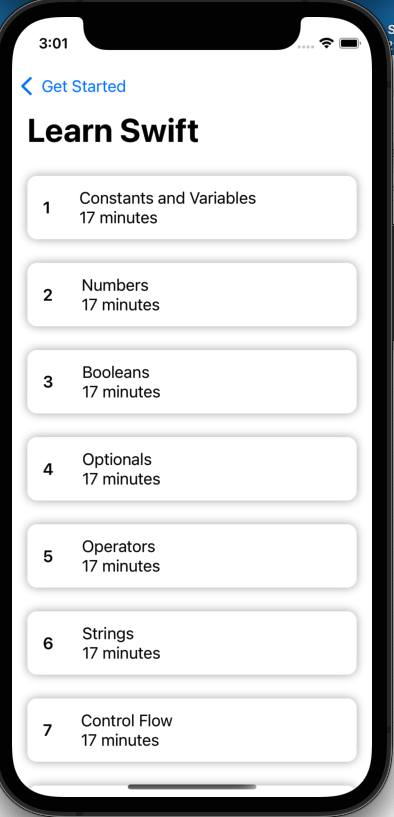 3:01
Get Started
Learn Swift
1
Constants and Variables
17 minutes
2
Numbers
17 minutes
3
Booleans
17 minutes
4
Optionals
17 minutes
5
Operators
17 minutes
6
Strings
17 minutes
7
Control Flow
17 minutes